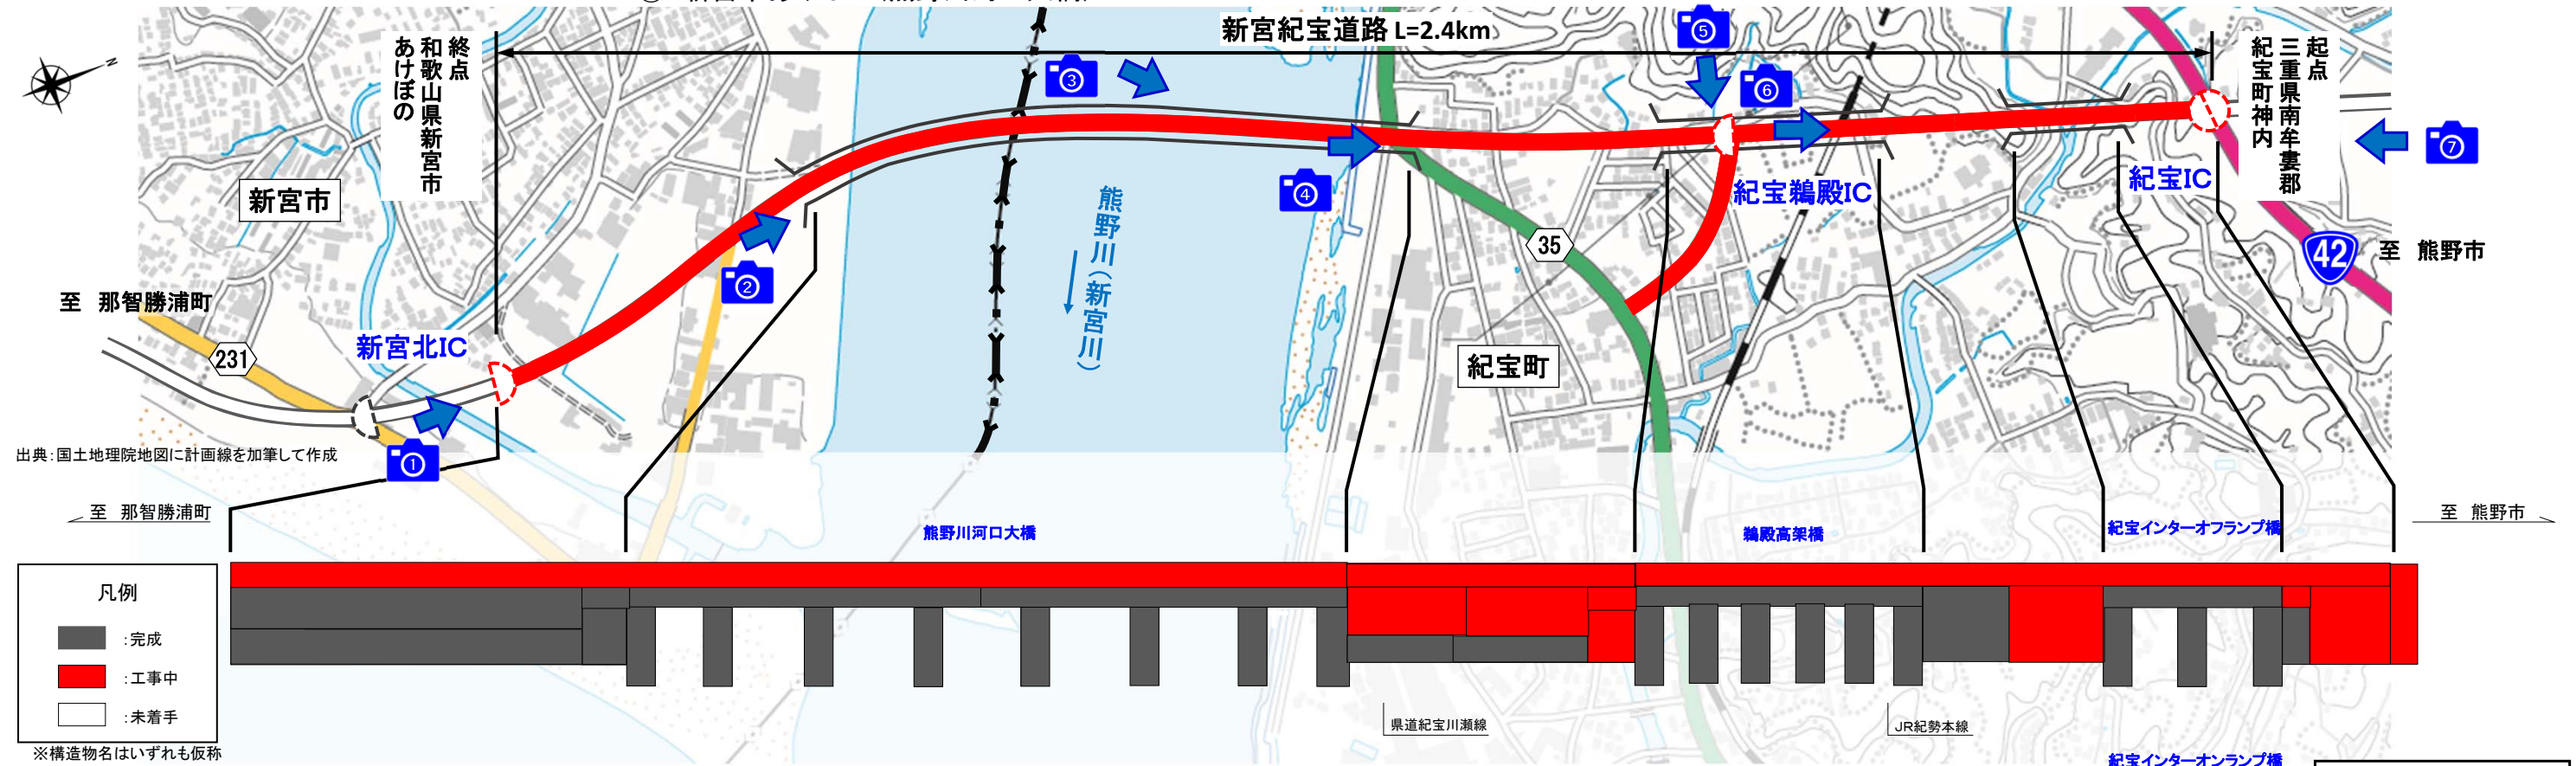 新宮紀宝道路 L=2.4km
終点
和歌山県新宮市
あけぼの
起点
三重県南牟婁郡
紀宝町神内
N
③
⑤
⑥
⑦
④
②
①
新宮市
熊野川(新宮川)
紀宝鵜殿IC
紀宝IC
35
42
至 熊野市
至 那智勝浦町
231
新宮北IC
紀宝町
出典:国土地理院地図に計画線を加筆して作成
至 那智勝浦町
熊野川河口大橋
鵜殿高架橋
紀宝インターオフランプ橋
至 熊野市
凡例
:完成
:工事中
:未着手
※構造物名はいずれも仮称
県道紀宝川瀬線
JR紀勢本線
紀宝インターオンランプ橋